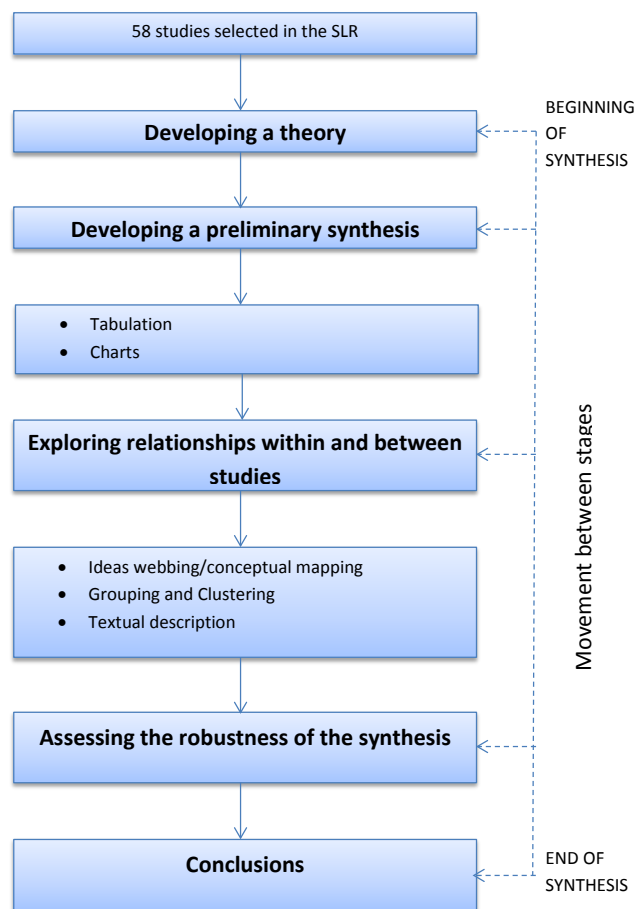 58 studies selected in the SLR
BEGINNING
OF
SYNTHESIS
Developing a theory
Developing a preliminary synthesis
• Tabulation
• Charts
Exploring relationships within and between
studies
Movement between stages
• Ideas webbing/conceptual mapping
• Grouping and Clustering
• Textual description
Assessing the robustness of the synthesis
Conclusions
END OF
SYNTHESIS